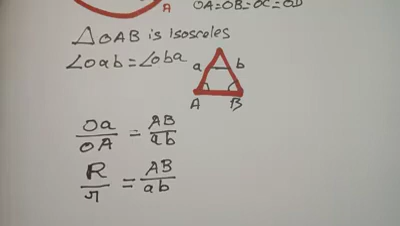 A OA=OB=OC=OD
△OAB is Isosceles
∠Oab=∠oba
a b
A B
Oa/OA = AB/ab
R/r = AB/ab